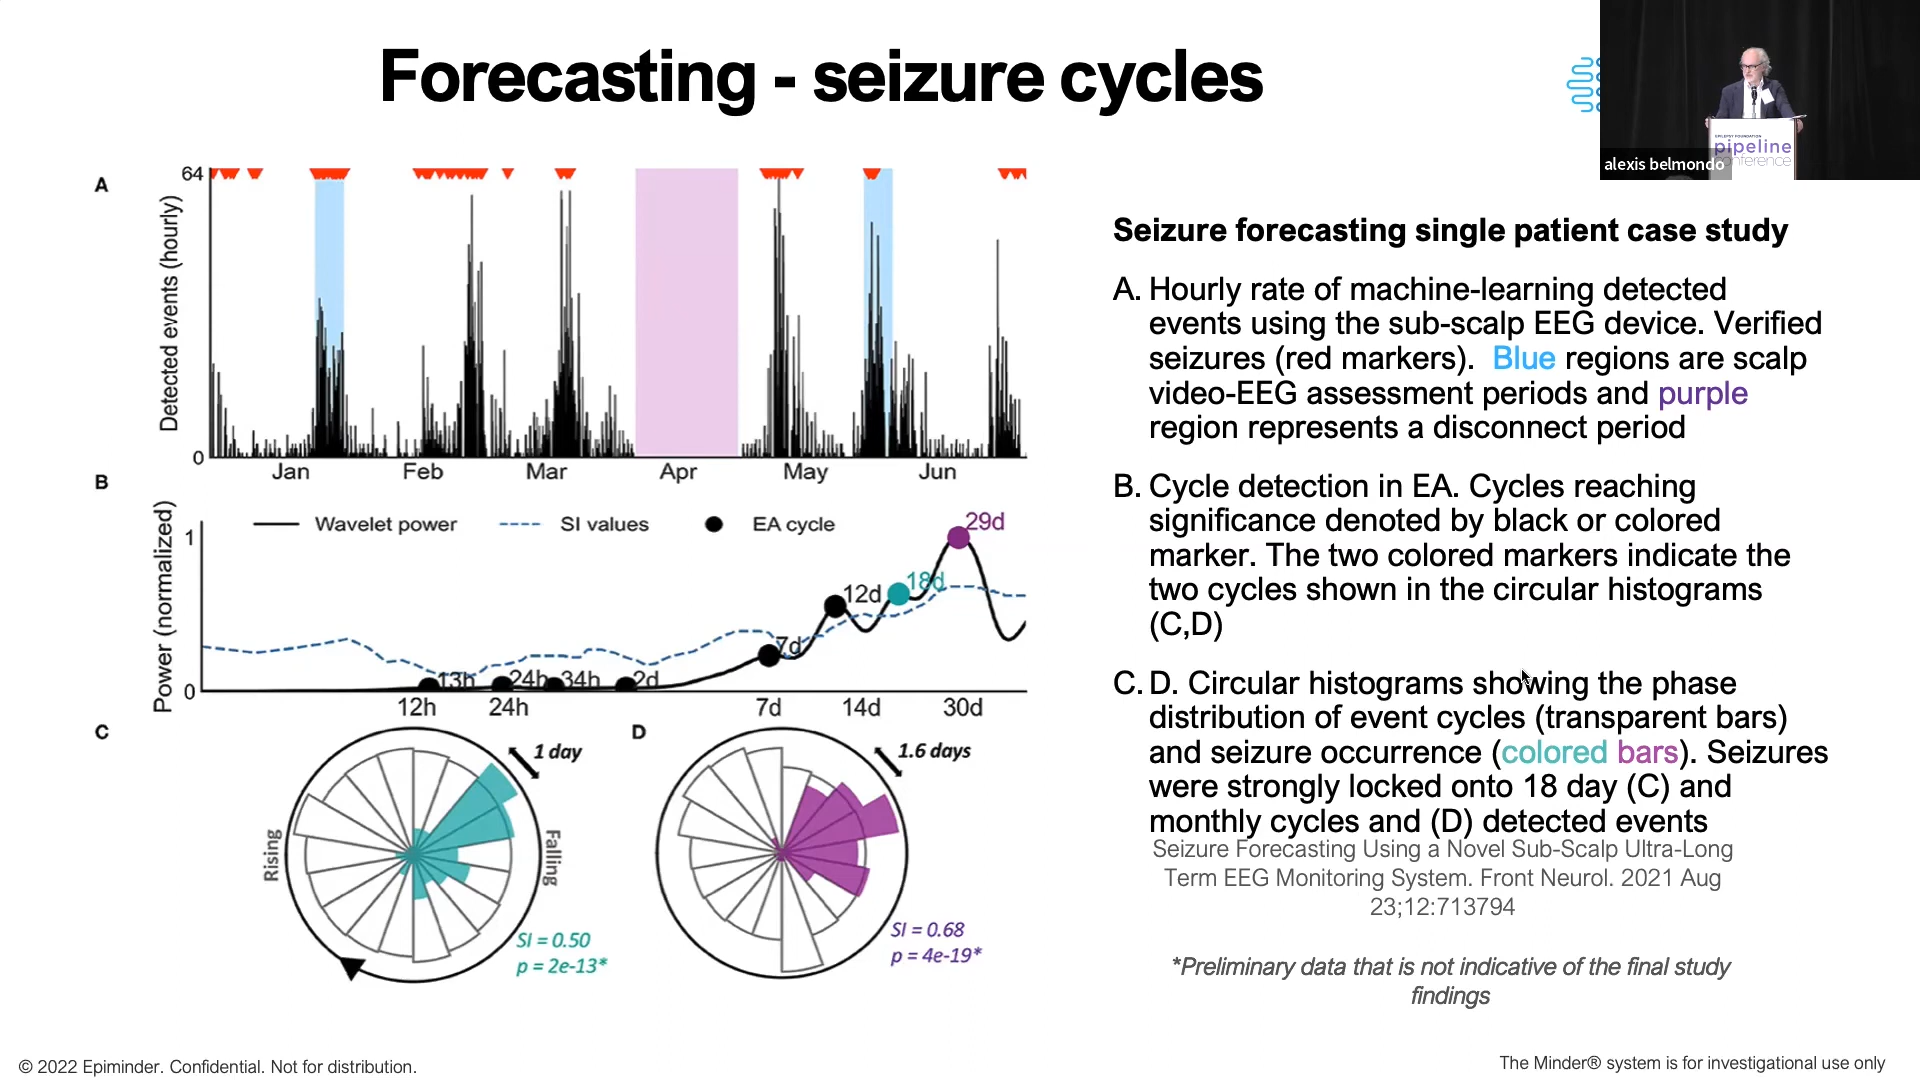 Forecasting - seizure cycles
alexis belmondo
EPILEPSY FOUNDATION
pipeline
conference
A
64
Detected events (hourly)
0
Jan Feb Mar Apr May Jun
B
Wavelet power SI values EA cycle
Power (normalized)
1
0
13h 24h 34h 2d 7d 12d 18d 29d
12h 24h 7d 14d 30d
C
1 day
Rising
Falling
SI = 0.50
p = 2e-13*
D
1.6 days
SI = 0.68
p = 4e-19*
Seizure forecasting single patient case study
A. Hourly rate of machine-learning detected
events using the sub-scalp EEG device. Verified
seizures (red markers). Blue regions are scalp
video-EEG assessment periods and purple
region represents a disconnect period
B. Cycle detection in EA. Cycles reaching
significance denoted by black or colored
marker. The two colored markers indicate the
two cycles shown in the circular histograms
(C,D)
C. D. Circular histograms showing the phase
distribution of event cycles (transparent bars)
and seizure occurrence (colored bars). Seizures
were strongly locked onto 18 day (C) and
monthly cycles and (D) detected events
Seizure Forecasting Using a Novel Sub-Scalp Ultra-Long
Term EEG Monitoring System. Front Neurol. 2021 Aug
23;12:713794
*Preliminary data that is not indicative of the final study
findings
© 2022 Epiminder. Confidential. Not for distribution.
The Minder® system is for investigational use only